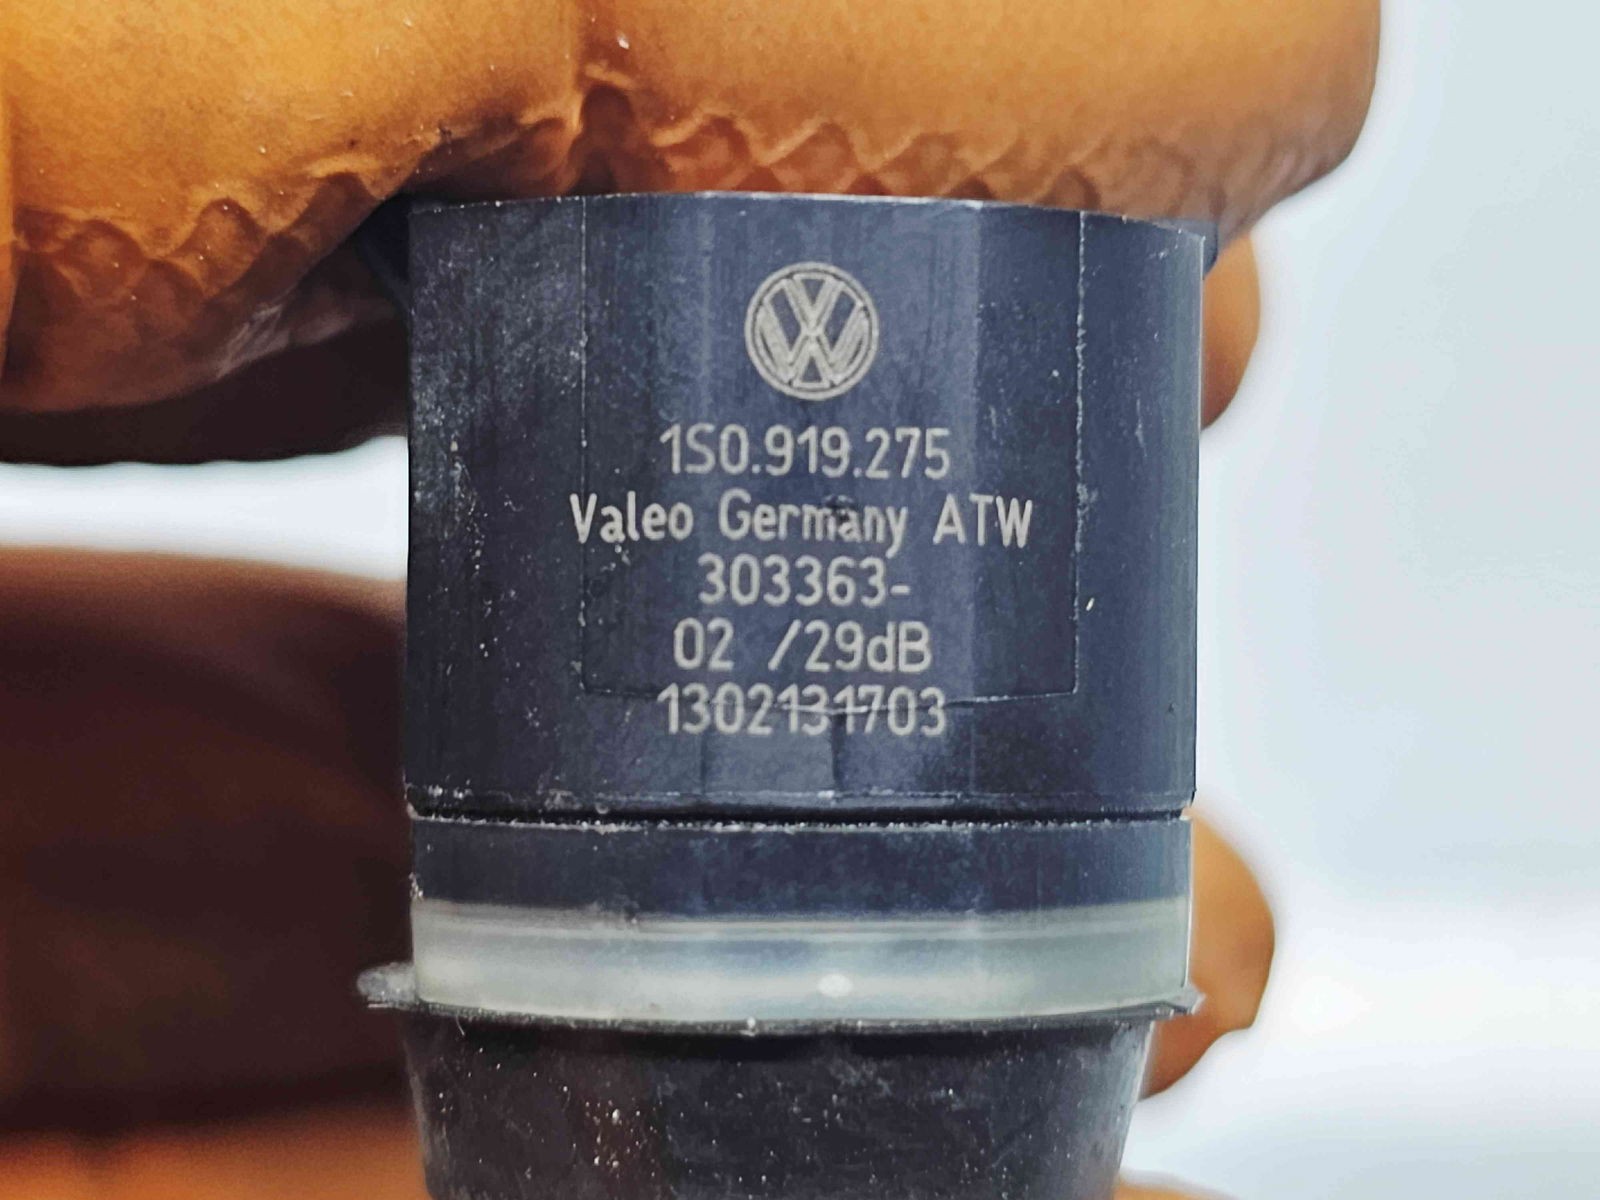 1S0.919.275
Valeo Germany ATW
303363-
02 /29dB
1302131703